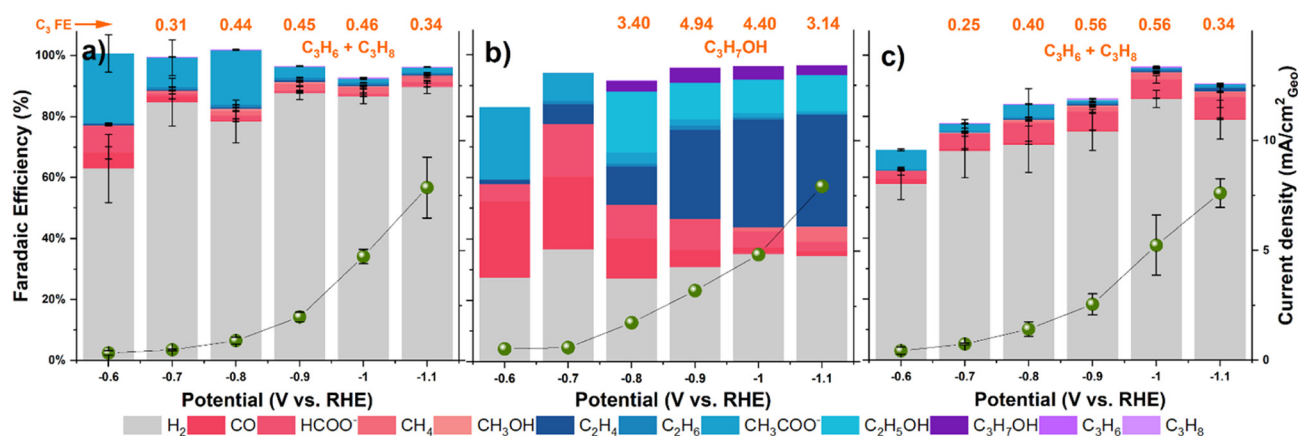 C₃ FE → 0.31 0.44 0.45 0.46 0.34 3.40 4.94 4.40 3.14 0.25 0.40 0.56 0.56 0.34
a) C₃H₆ + C₃H₈ b) C₃H₇OH c) C₃H₆ + C₃H₈
Faradaic Efficiency (%)
100%
80%
60%
40%
20%
0%
10
5
0
Current density (mA/cm²Geo)
-0.6 -0.7 -0.8 -0.9 -1 -1.1 -0.6 -0.7 -0.8 -0.9 -1 -1.1 -0.6 -0.7 -0.8 -0.9 -1 -1.1
Potential (V vs. RHE) Potential (V vs. RHE) Potential (V vs. RHE)
H₂ CO HCOO⁻ CH₄ CH₃OH C₂H₄ C₂H₆ CH₃COO⁻ C₂H₅OH C₃H₇OH C₃H₆ C₃H₈